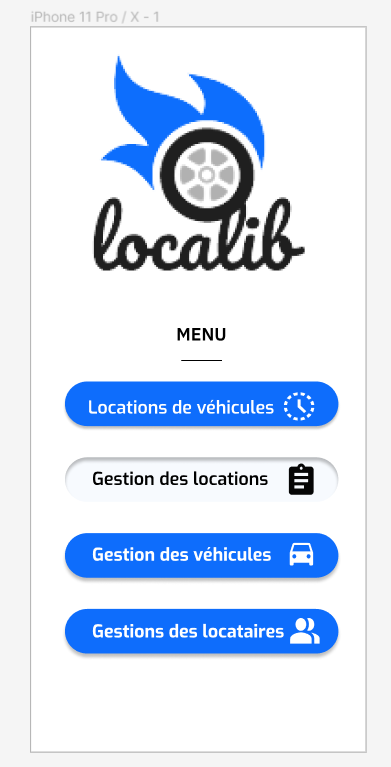 iPhone 11 Pro / X - 1
localib
MENU
Locations de véhicules
Gestion des locations
Gestion des véhicules
Gestions des locataires